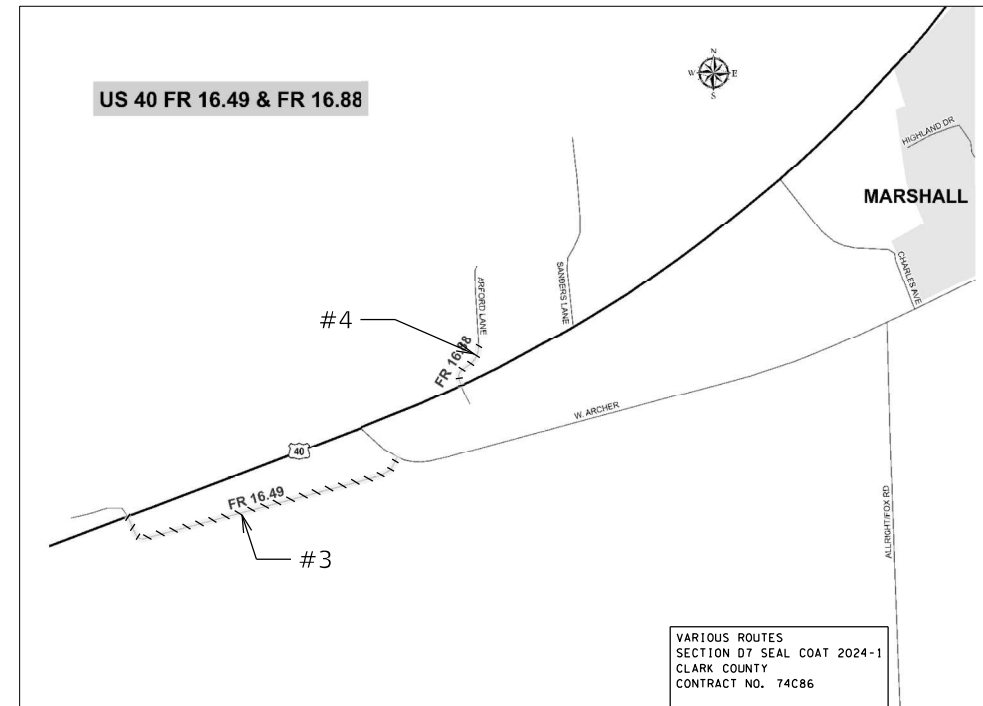 N
W E
S
US 40 FR 16.49 & FR 16.88
HIGHLAND DR
MARSHALL
CHARLES AVE
SANDERS LANE
#4
FR 16.88
W. ARCHER
40
FR 16.49
#3
ALLRIGHT/FOX RD
VARIOUS ROUTES
SECTION D7 SEAL COAT 2024-1
CLARK COUNTY
CONTRACT NO. 74C86